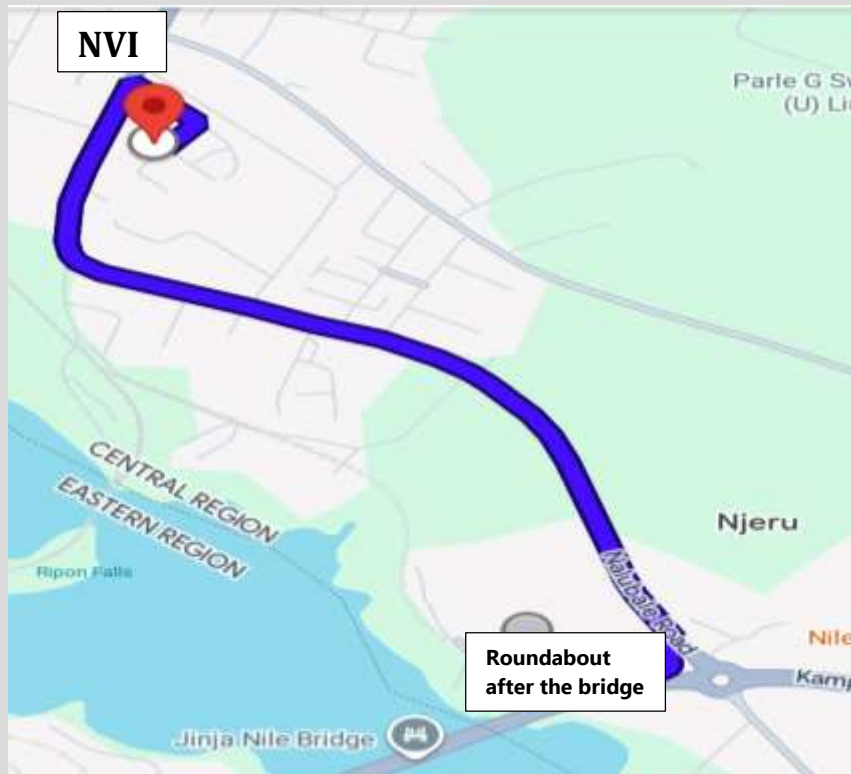 NVI
Parle G Sw
(U) Li
CENTRAL REGION
EASTERN REGION
Njeru
Ripon Falls
Nalubale Road
Nile
Roundabout
after the bridge
Kamp
Jinja Nile Bridge